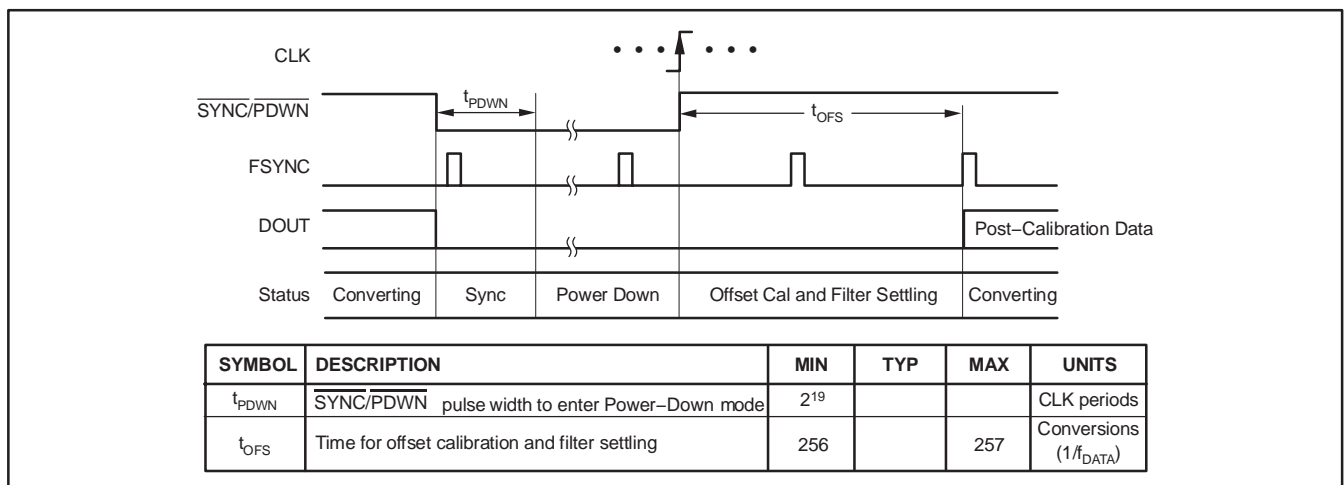 CLK
SYNC/PDWN
t_PDWN
t_OFS
FSYNC
DOUT
Post–Calibration Data
Status Converting Sync Power Down Offset Cal and Filter Settling Converting
SYMBOL DESCRIPTION MIN TYP MAX UNITS
t_PDWN SYNC/PDWN pulse width to enter Power–Down mode 2^19 CLK periods
t_OFS Time for offset calibration and filter settling 256 257 Conversions (1/f_DATA)